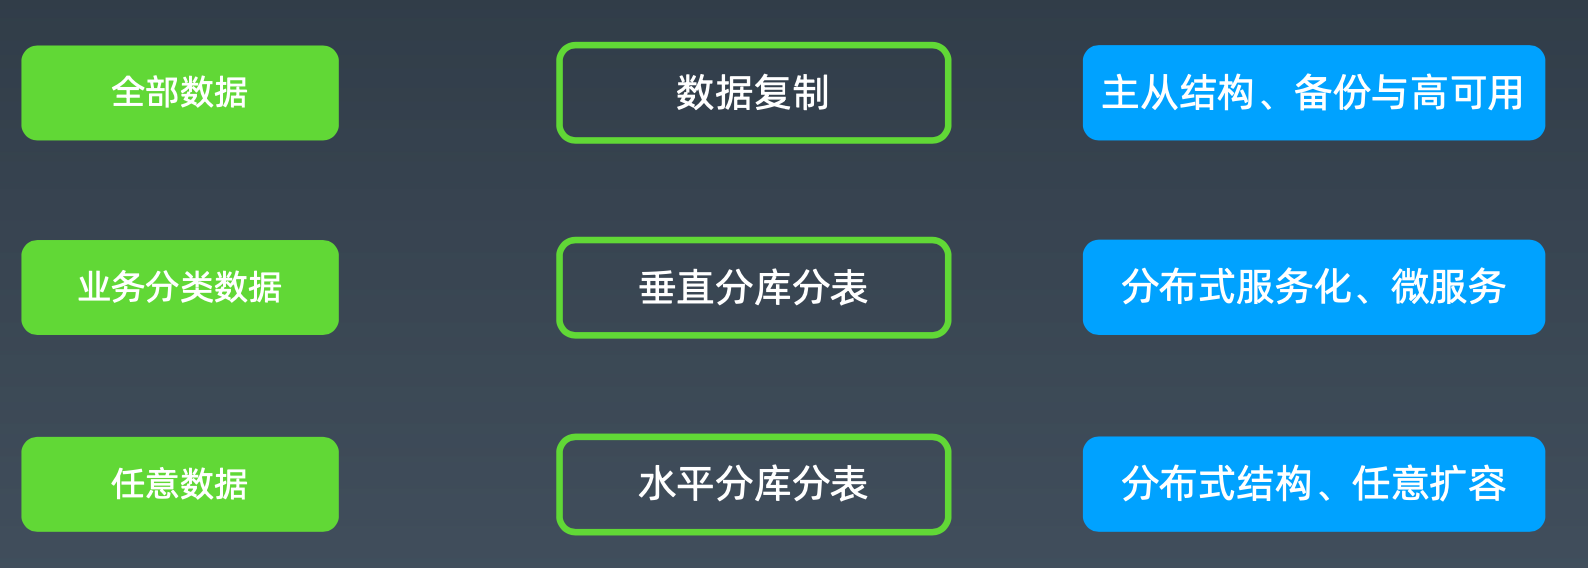 全部数据
数据复制
主从结构、备份与高可用
业务分类数据
垂直分库分表
分布式服务化、微服务
任意数据
水平分库分表
分布式结构、任意扩容